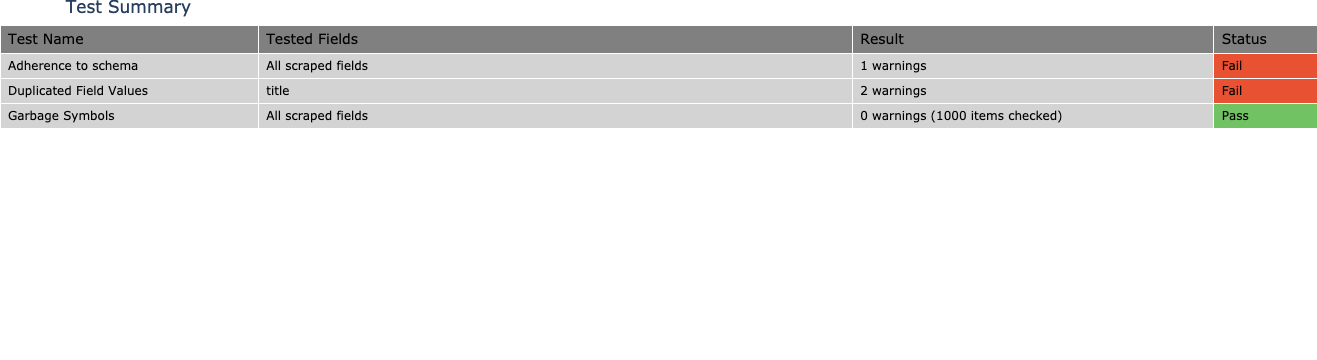 Test Summary
Test Name Tested Fields Result Status
Adherence to schema All scraped fields 1 warnings Fail
Duplicated Field Values title 2 warnings Fail
Garbage Symbols All scraped fields 0 warnings (1000 items checked) Pass